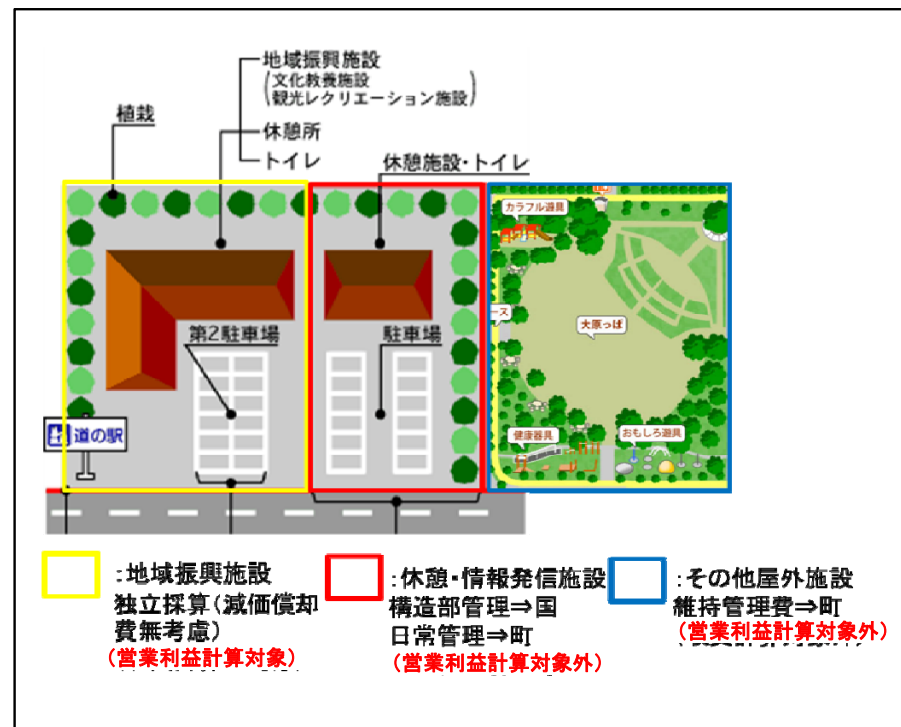 地域振興施設
(文化教養施設
観光レクリエーション施設)
植栽
休憩所
トイレ
休憩施設・トイレ
カラフル遊具
第2駐車場
駐車場
ース
大原っぱ
道の駅
健康器具
おもしろ遊具
:地域振興施設
独立採算(減価償却
費無考慮)
(営業利益計算対象)
:休憩・情報発信施設
構造部管理⇒国
日常管理⇒町
(営業利益計算対象外)
:その他屋外施設
維持管理費⇒町
(営業利益計算対象外)